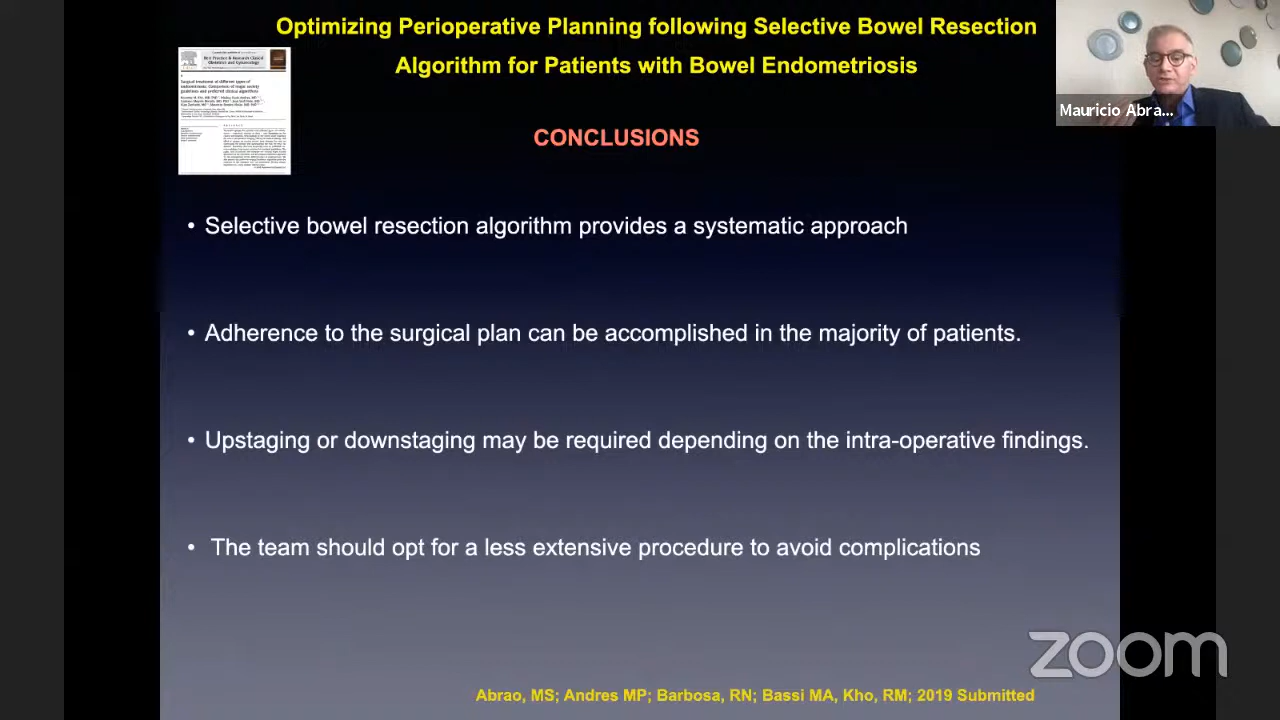 Optimizing Perioperative Planning following Selective Bowel Resection
Algorithm for Patients with Bowel Endometriosis
Mauricio Abra...
CONCLUSIONS
• Selective bowel resection algorithm provides a systematic approach
• Adherence to the surgical plan can be accomplished in the majority of patients.
• Upstaging or downstaging may be required depending on the intra-operative findings.
• The team should opt for a less extensive procedure to avoid complications
zoom
Abrao, MS; Andres MP; Barbosa, RN; Bassi MA, Kho, RM; 2019 Submitted